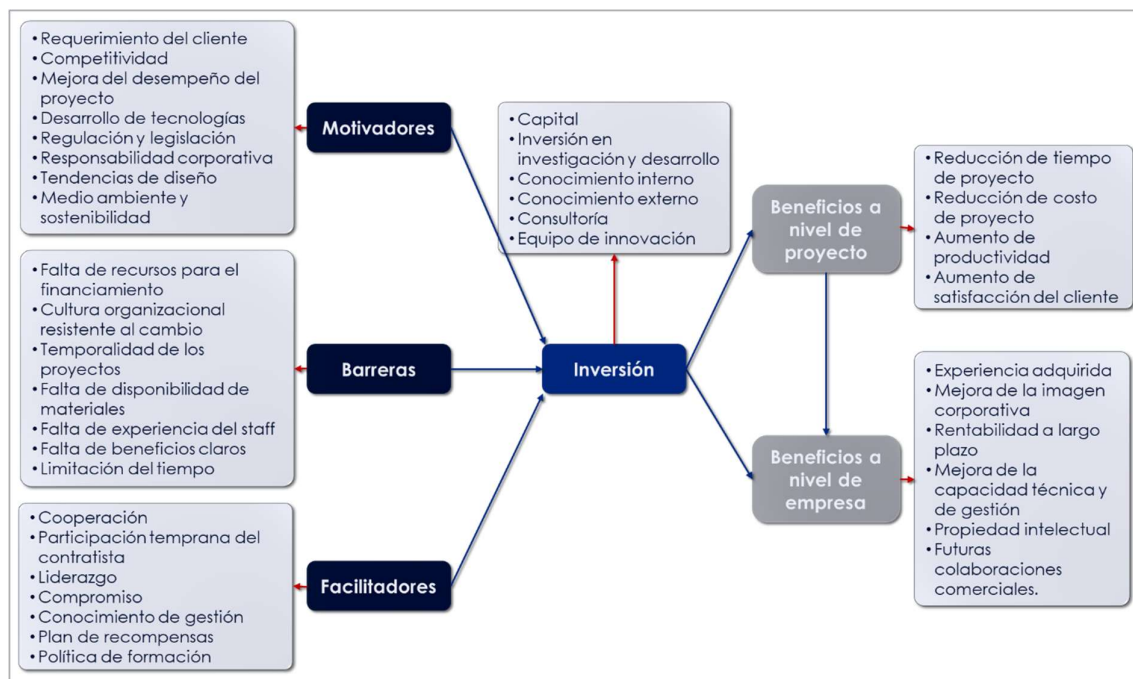 • Requerimiento del cliente
• Competitividad
• Mejora del desempeño del
proyecto
• Desarrollo de tecnologías
• Regulación y legislación
• Responsabilidad corporativa
• Tendencias de diseño
• Medio ambiente y
sostenibilidad
Motivadores
• Falta de recursos para el
financiamiento
• Cultura organizacional
resistente al cambio
• Temporalidad de los
proyectos
• Falta de disponibilidad de
materiales
• Falta de experiencia del staff
• Falta de beneficios claros
• Limitación del tiempo
Barreras
• Cooperación
• Participación temprana del
contratista
• Liderazgo
• Compromiso
• Conocimiento de gestión
• Plan de recompensas
• Política de formación
Facilitadores
• Capital
• Inversión en
investigación y desarrollo
• Conocimiento interno
• Conocimiento externo
• Consultoría
• Equipo de innovación
Inversión
Beneficios a
nivel de
proyecto
• Reducción de tiempo
de proyecto
• Reducción de costo
de proyecto
• Aumento de
productividad
• Aumento de
satisfacción del cliente
Beneficios a
nivel de
empresa
• Experiencia adquirida
• Mejora de la imagen
corporativa
• Rentabilidad a largo
plazo
• Mejora de la
capacidad técnica y
de gestión
• Propiedad intelectual
• Futuras
colaboraciones
comerciales.